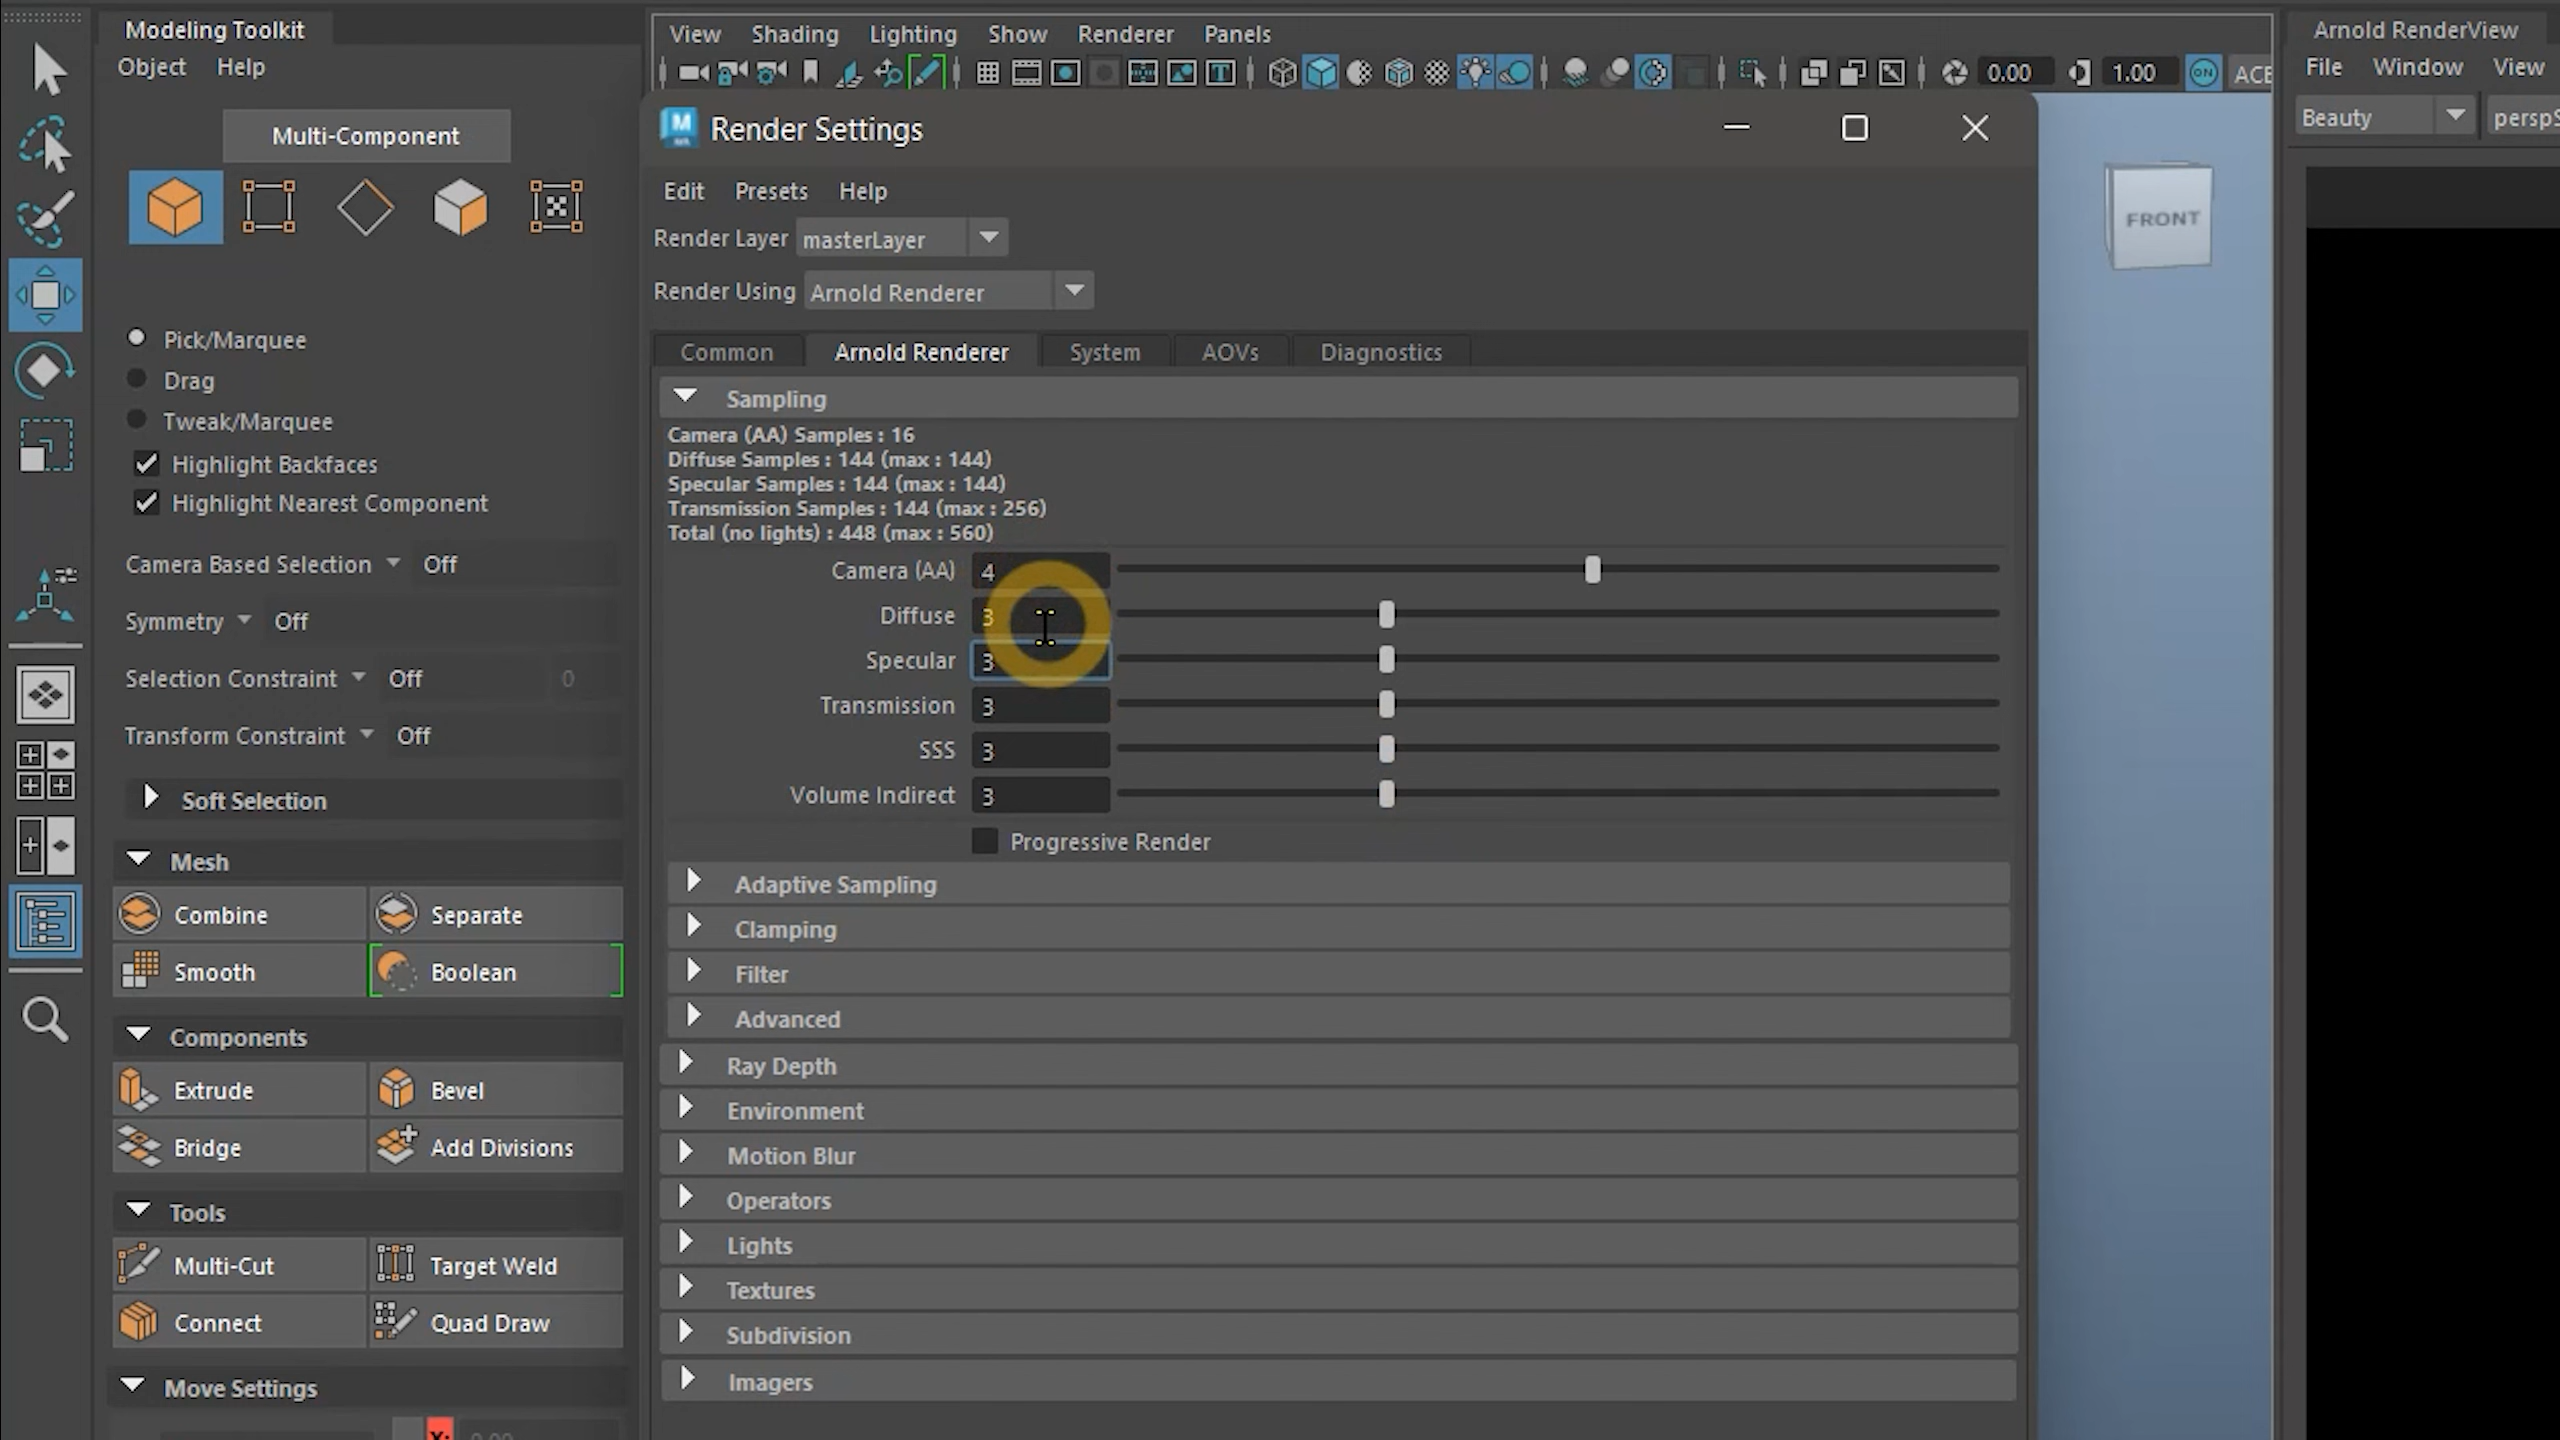 Modeling Toolkit
Object Help
Multi-Component
Pick/Marquee
Drag
Tweak/Marquee
Highlight Backfaces
Highlight Nearest Component
Camera Based Selection Off
Symmetry Off
Selection Constraint Off 0
Transform Constraint Off
Soft Selection
Mesh
Combine Separate
Smooth Boolean
Components
Extrude Bevel
Bridge Add Divisions
Tools
Multi-Cut Target Weld
Connect Quad Draw
Move Settings
X: 0.00
View Shading Lighting Show Renderer Panels
0.00 1.00 ON ACE
Render Settings
Edit Presets Help
Render Layer masterLayer
Render Using Arnold Renderer
Common Arnold Renderer System AOVs Diagnostics
Sampling
Camera (AA) Samples : 16
Diffuse Samples : 144 (max : 144)
Specular Samples : 144 (max : 144)
Transmission Samples : 144 (max : 256)
Total (no lights) : 448 (max : 560)
Camera (AA) 4
Diffuse 3
Specular 3
Transmission 3
SSS 3
Volume Indirect 3
Progressive Render
Adaptive Sampling
Clamping
Filter
Advanced
Ray Depth
Environment
Motion Blur
Operators
Lights
Textures
Subdivision
Imagers
FRONT
Arnold RenderView
File Window View
Beauty perspS